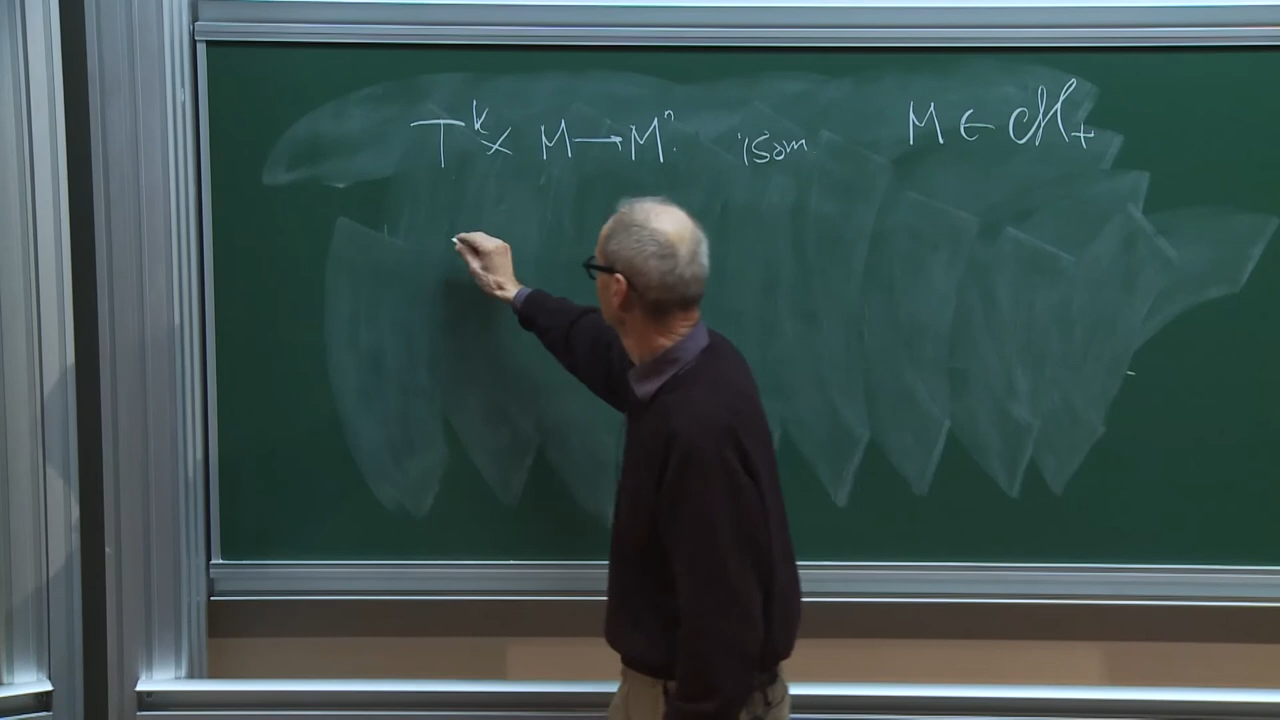 T^k × M → M? isom M ∈ ℳ₊